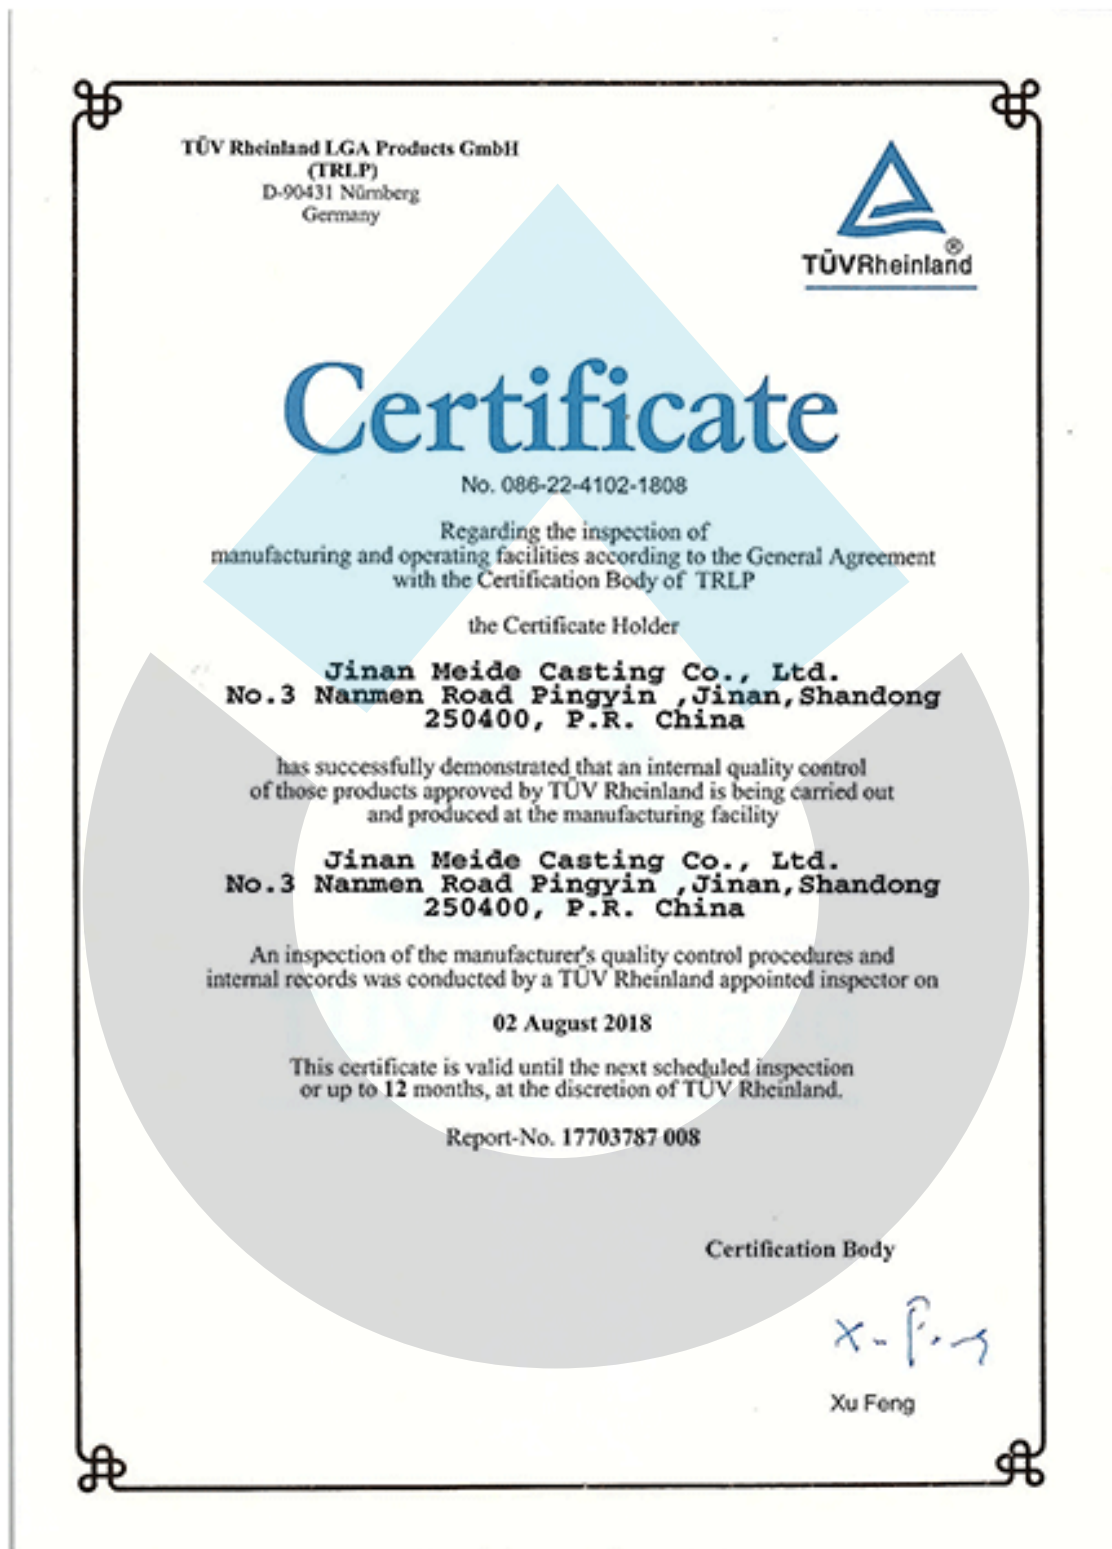 TÜV Rheinland LGA Products GmbH
(TRLP)
D-90431 Nürnberg
Germany
TÜVRheinland®
Certificate
No. 086-22-4102-1808
Regarding the inspection of
manufacturing and operating facilities according to the General Agreement
with the Certification Body of TRLP
the Certificate Holder
Jinan Meide Casting Co., Ltd.
No.3 Nanmen Road Pingyin ,Jinan,Shandong
250400, P.R. China
has successfully demonstrated that an internal quality control
of those products approved by TÜV Rheinland is being carried out
and produced at the manufacturing facility
Jinan Meide Casting Co., Ltd.
No.3 Nanmen Road Pingyin ,Jinan,Shandong
250400, P.R. China
An inspection of the manufacturer's quality control procedures and
internal records was conducted by a TÜV Rheinland appointed inspector on
02 August 2018
This certificate is valid until the next scheduled inspection
or up to 12 months, at the discretion of TÜV Rheinland.
Report-No. 17703787 008
Certification Body
Xu Feng
Xu Feng